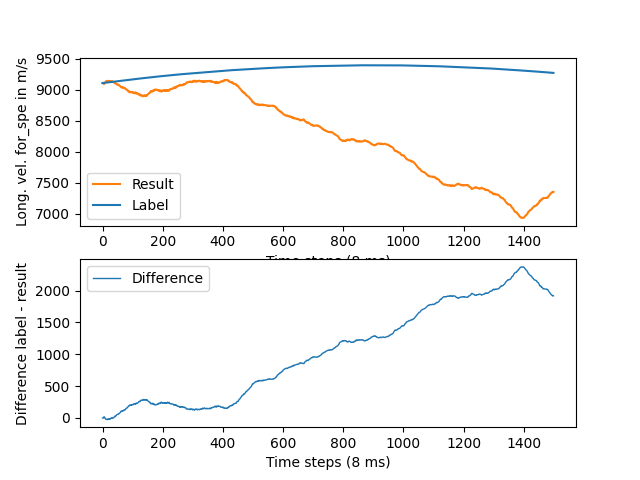 Long. vel. for_spe in m/s
9500
9000
8500
8000
7500
7000
Result
Label
0 200 400 600 800 1000 1200 1400
Time steps (8 ms)
Difference label - result
2000
1500
1000
500
0
Difference
0 200 400 600 800 1000 1200 1400
Time steps (8 ms)